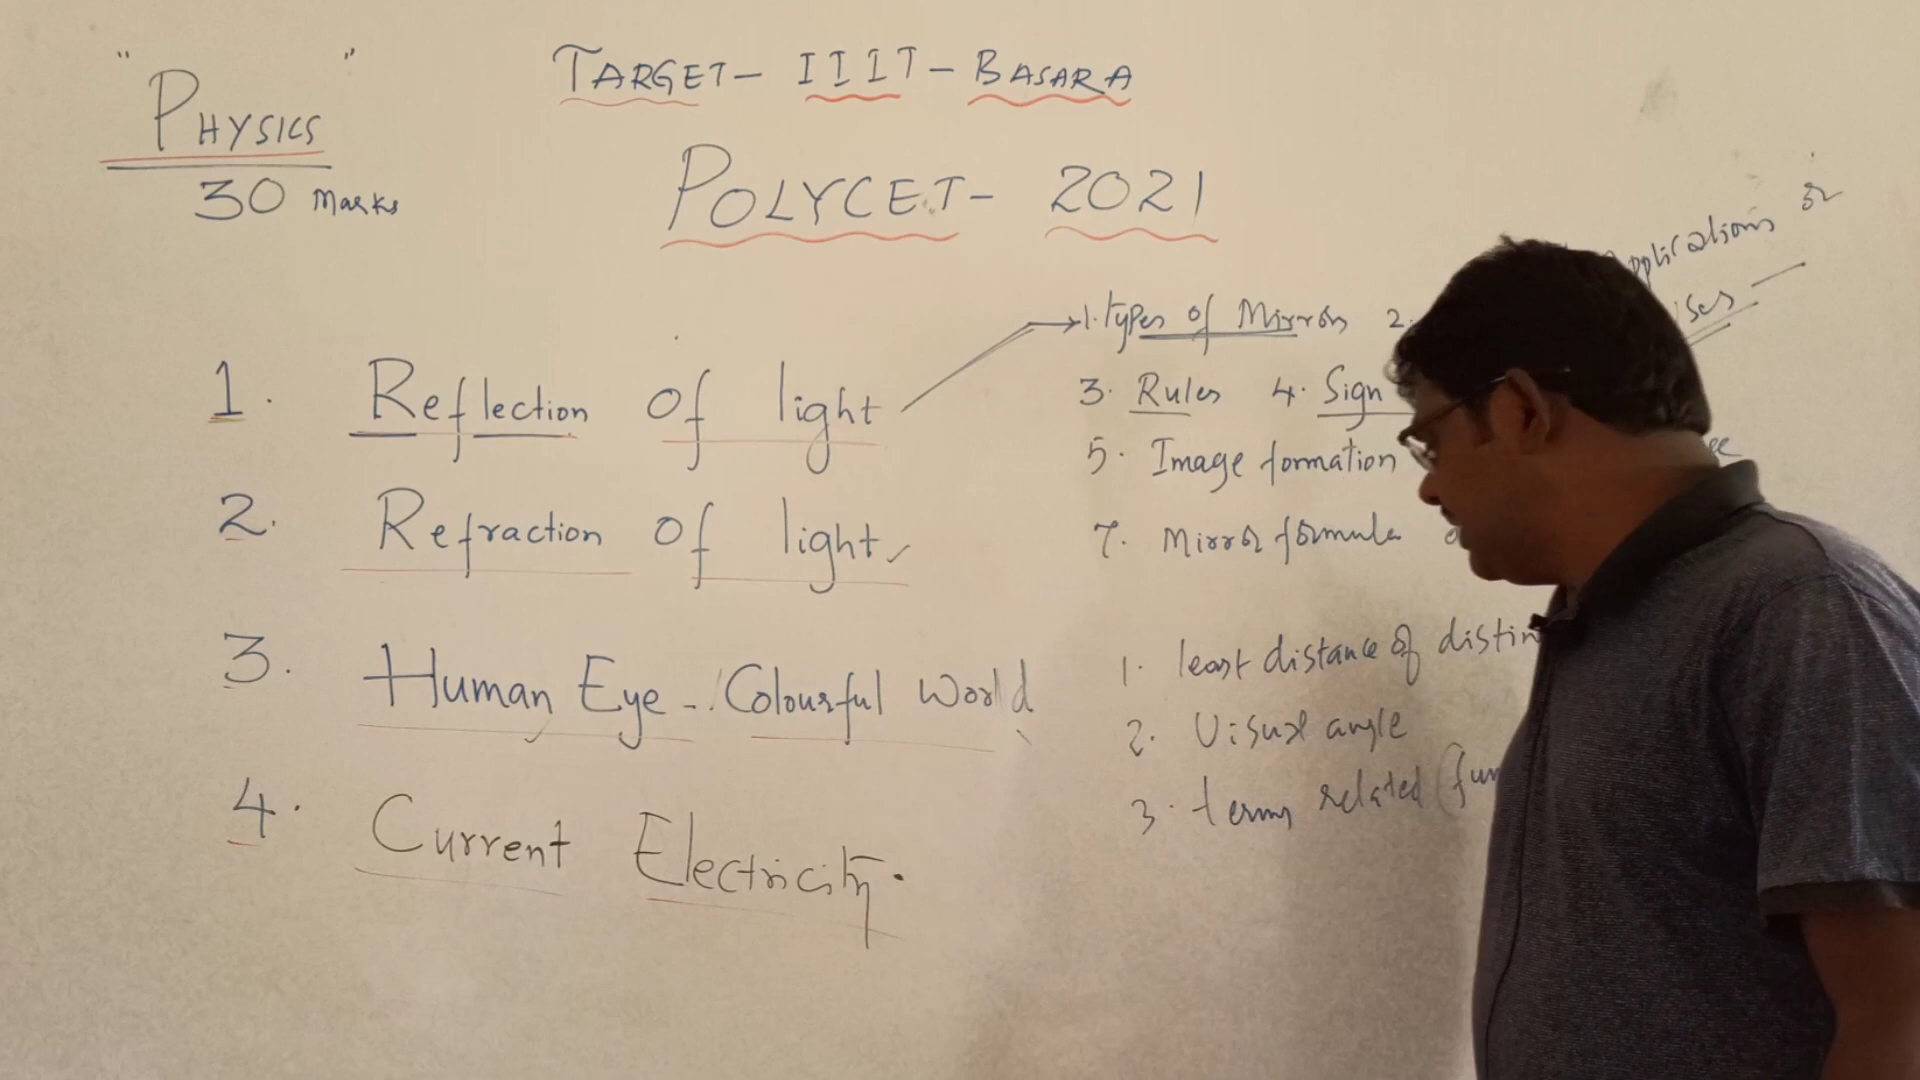 "Physics"
30 Marks
Target- IIIT - Basara
Polycet- 2021
Applications or
1. Reflection of light
1. types of Mirrors 2.
3. Rules 4. Sign
5. Image formation
7. Mirror formula
2. Refraction of light
3. Human Eye - Colourful World
1. least distance of distin
2. Visual angle
3. terms related (fun
4. Current Electricity.